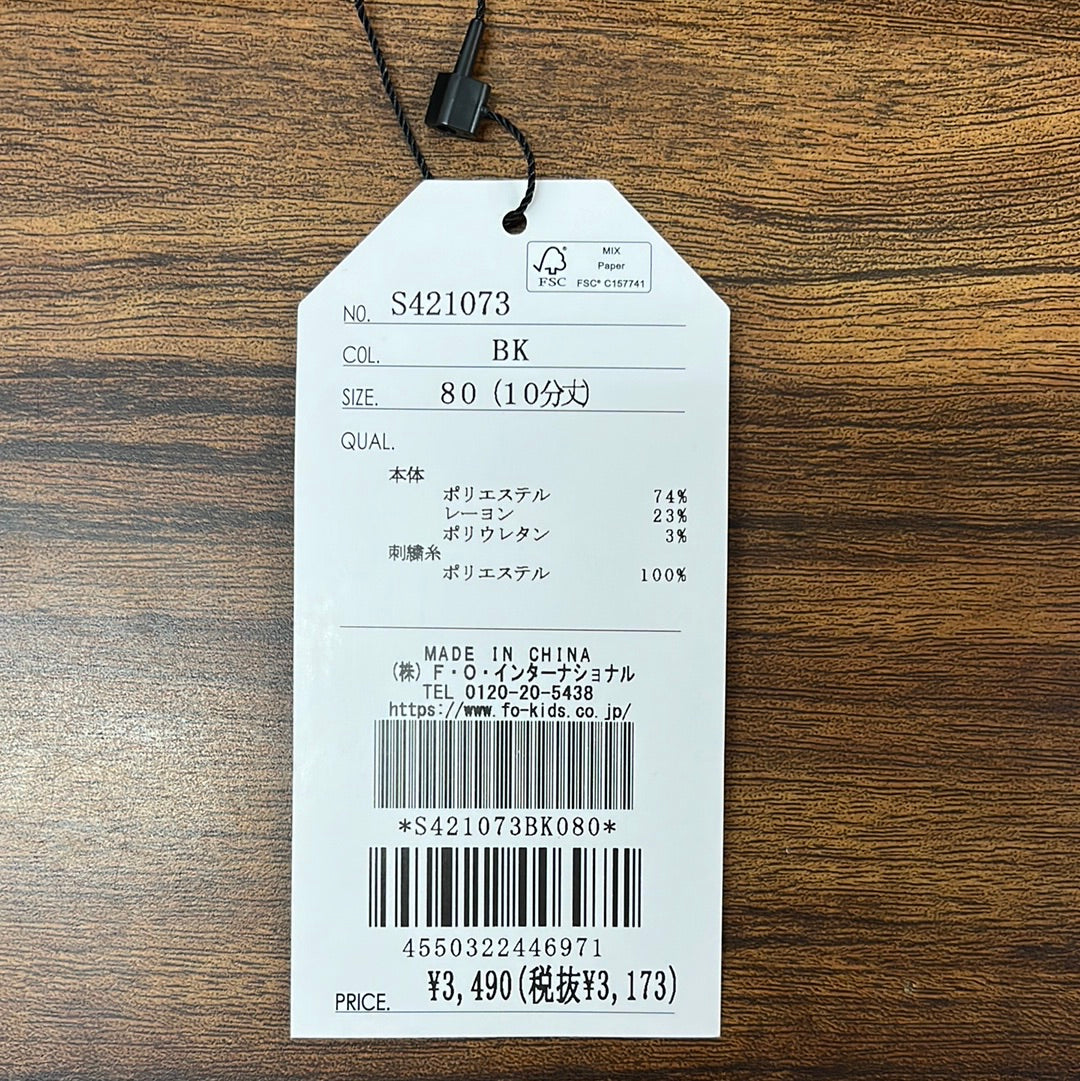 MIX
Paper
FSC FSC® C157741
NO. S421073
COL. BK
SIZE. 80 (10分丈)
QUAL.
本体
ポリエステル 74%
レーヨン 23%
ポリウレタン 3%
刺繍糸
ポリエステル 100%
MADE IN CHINA
(株) F・O・インターナショナル
TEL 0120-20-5438
https://www.fo-kids.co.jp/
*S421073BK080*
4550322446971
PRICE. ¥3,490(税抜¥3,173)